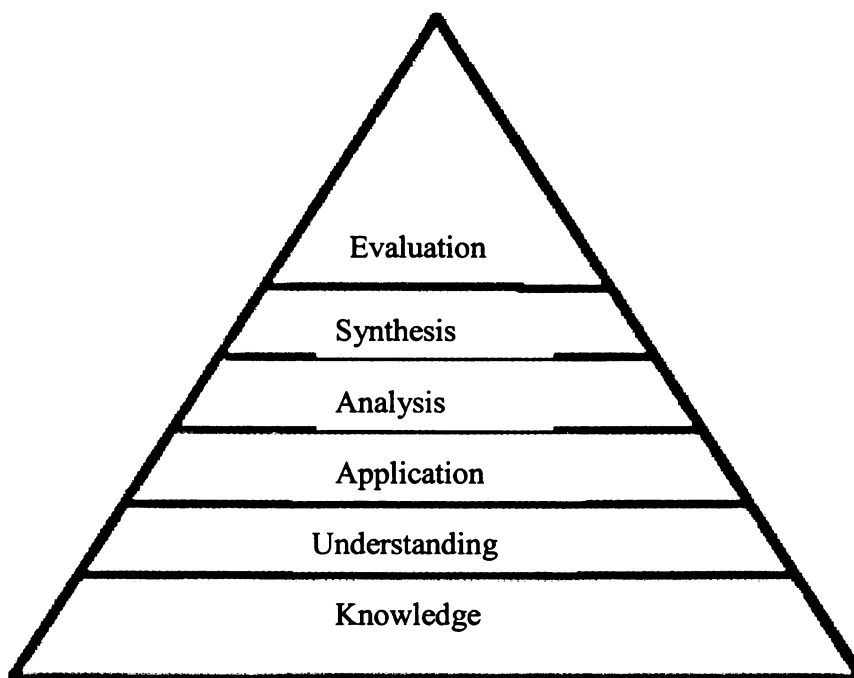 Evaluation
Synthesis
Analysis
Application
Understanding
Knowledge